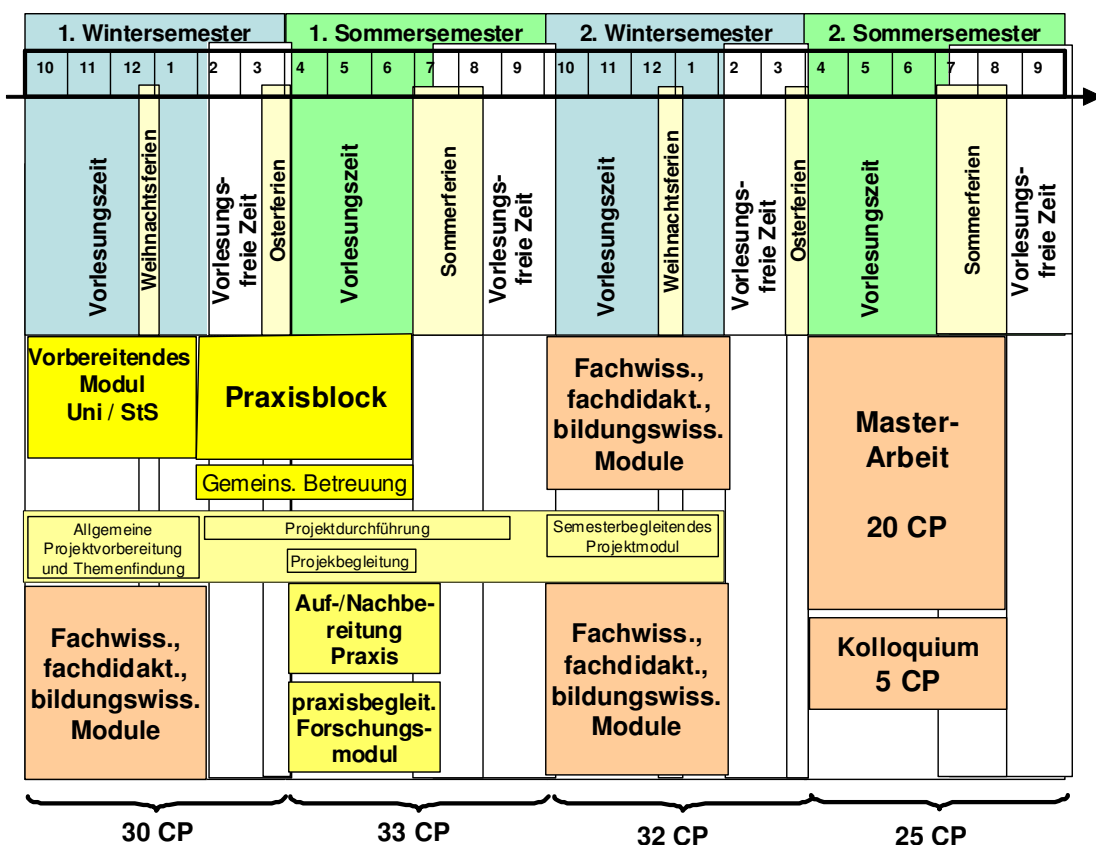 1. Wintersemester
1. Sommersemester
2. Wintersemester
2. Sommersemester
10 11 12 1 2 3 4 5 6 7 8 9 10 11 12 1 2 3 4 5 6 7 8 9
Vorlesungszeit
Weihnachtsferien
Vorlesungs-
freie Zeit
Osterferien
Vorlesungszeit
Sommerferien
Vorlesungs-
freie Zeit
Vorlesungszeit
Weihnachtsferien
Vorlesungs-
freie Zeit
Osterferien
Vorlesungszeit
Sommerferien
Vorlesungs-
freie Zeit
Vorbereitendes
Modul
Uni / StS
Praxisblock
Gemeins. Betreuung
Fachwiss.,
fachdidakt.,
bildungswiss.
Module
Master-
Arbeit
20 CP
Allgemeine
Projektvorbereitung
und Themenfindung
Projektdurchführung
Projekbegleitung
Semesterbegleitendes
Projektmodul
Fachwiss.,
fachdidakt.,
bildungswiss.
Module
Auf-/Nachbe-
reitung
Praxis
praxisbegleit.
Forschungs-
modul
Fachwiss.,
fachdidakt.,
bildungswiss.
Module
Kolloquium
5 CP
30 CP
33 CP
32 CP
25 CP